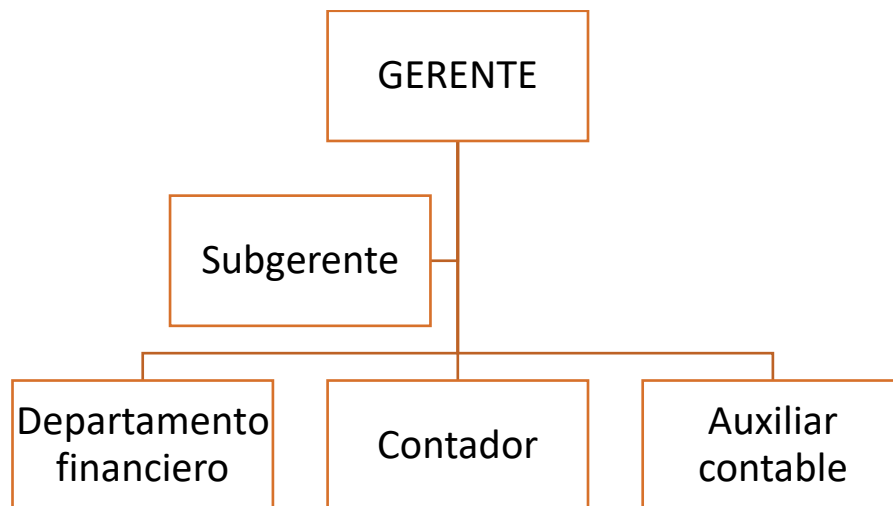 GERENTE
Subgerente
Departamento
financiero
Contador
Auxiliar
contable